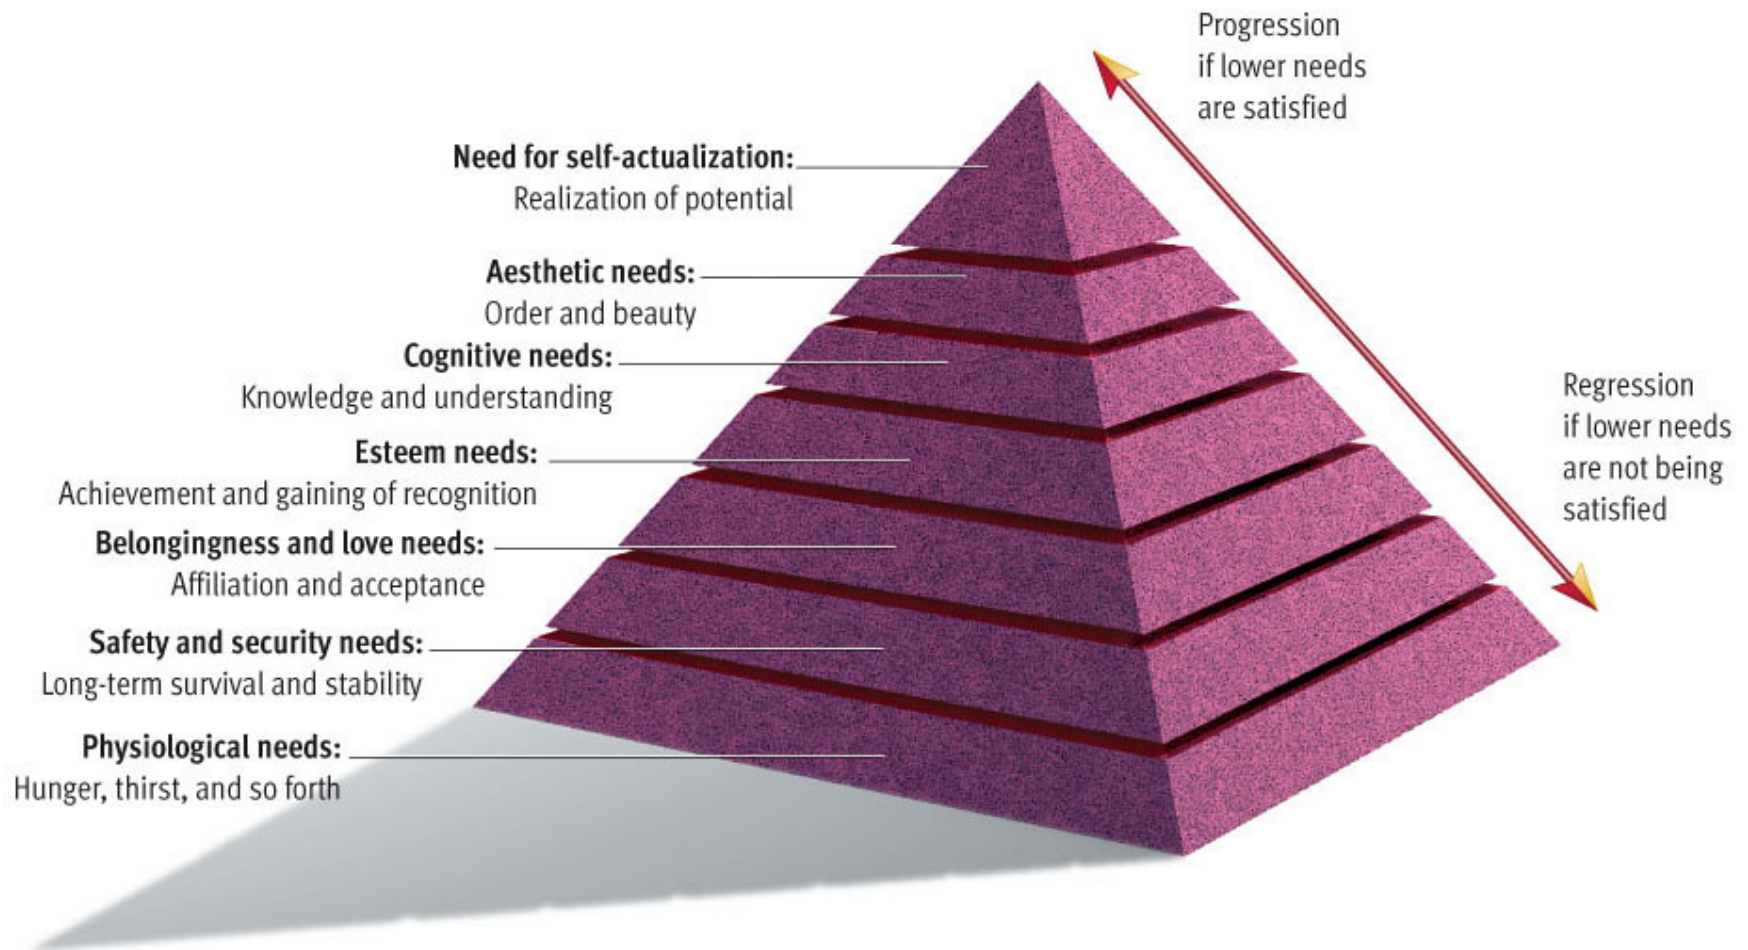 Progression
if lower needs
are satisfied
Need for self-actualization:
Realization of potential
Aesthetic needs:
Order and beauty
Cognitive needs:
Knowledge and understanding
Esteem needs:
Achievement and gaining of recognition
Belongingness and love needs:
Affiliation and acceptance
Safety and security needs:
Long-term survival and stability
Physiological needs:
Hunger, thirst, and so forth
Regression
if lower needs
are not being
satisfied